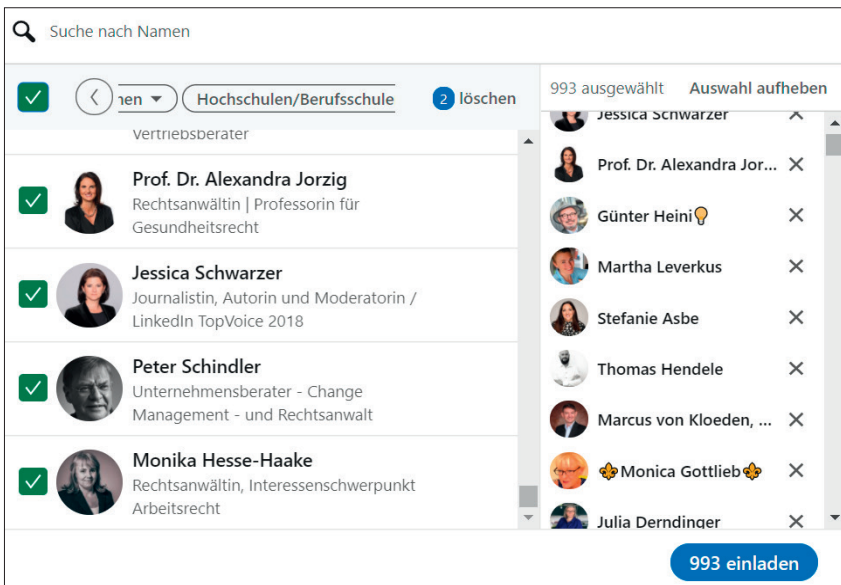 Suche nach Namen
nen
Hochschulen/Berufsschule
2 löschen
Vertriebsberater
Prof. Dr. Alexandra Jorzig
Rechtsanwältin | Professorin für
Gesundheitsrecht
Jessica Schwarzer
Journalistin, Autorin und Moderatorin /
LinkedIn TopVoice 2018
Peter Schindler
Unternehmensberater - Change
Management - und Rechtsanwalt
Monika Hesse-Haake
Rechtsanwältin, Interessenschwerpunkt
Arbeitsrecht
993 ausgewählt Auswahl aufheben
Jessica Schwarzer
Prof. Dr. Alexandra Jor...
Günter Heini💡
Martha Leverkus
Stefanie Asbe
Thomas Hendele
Marcus von Kloeden, ...
⚜Monica Gottlieb⚜
Julia Derndinger
993 einladen